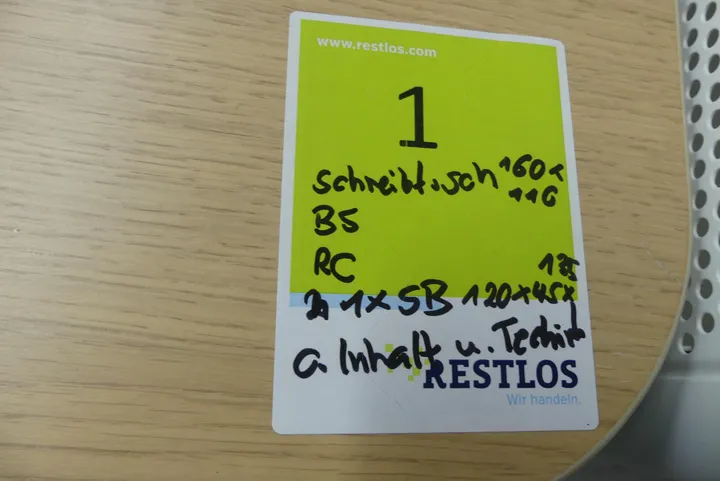 www.restlos.com
1
Schreibtisch 160x
116
BS
RC
1x SB 120x45x
o. Inhalt u. Technik
RESTLOS
Wir handeln.